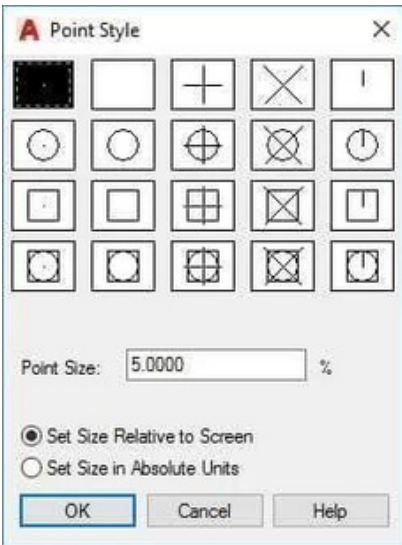 Point Style
Point Size: 5.0000 %
Set Size Relative to Screen
Set Size in Absolute Units
OK Cancel Help